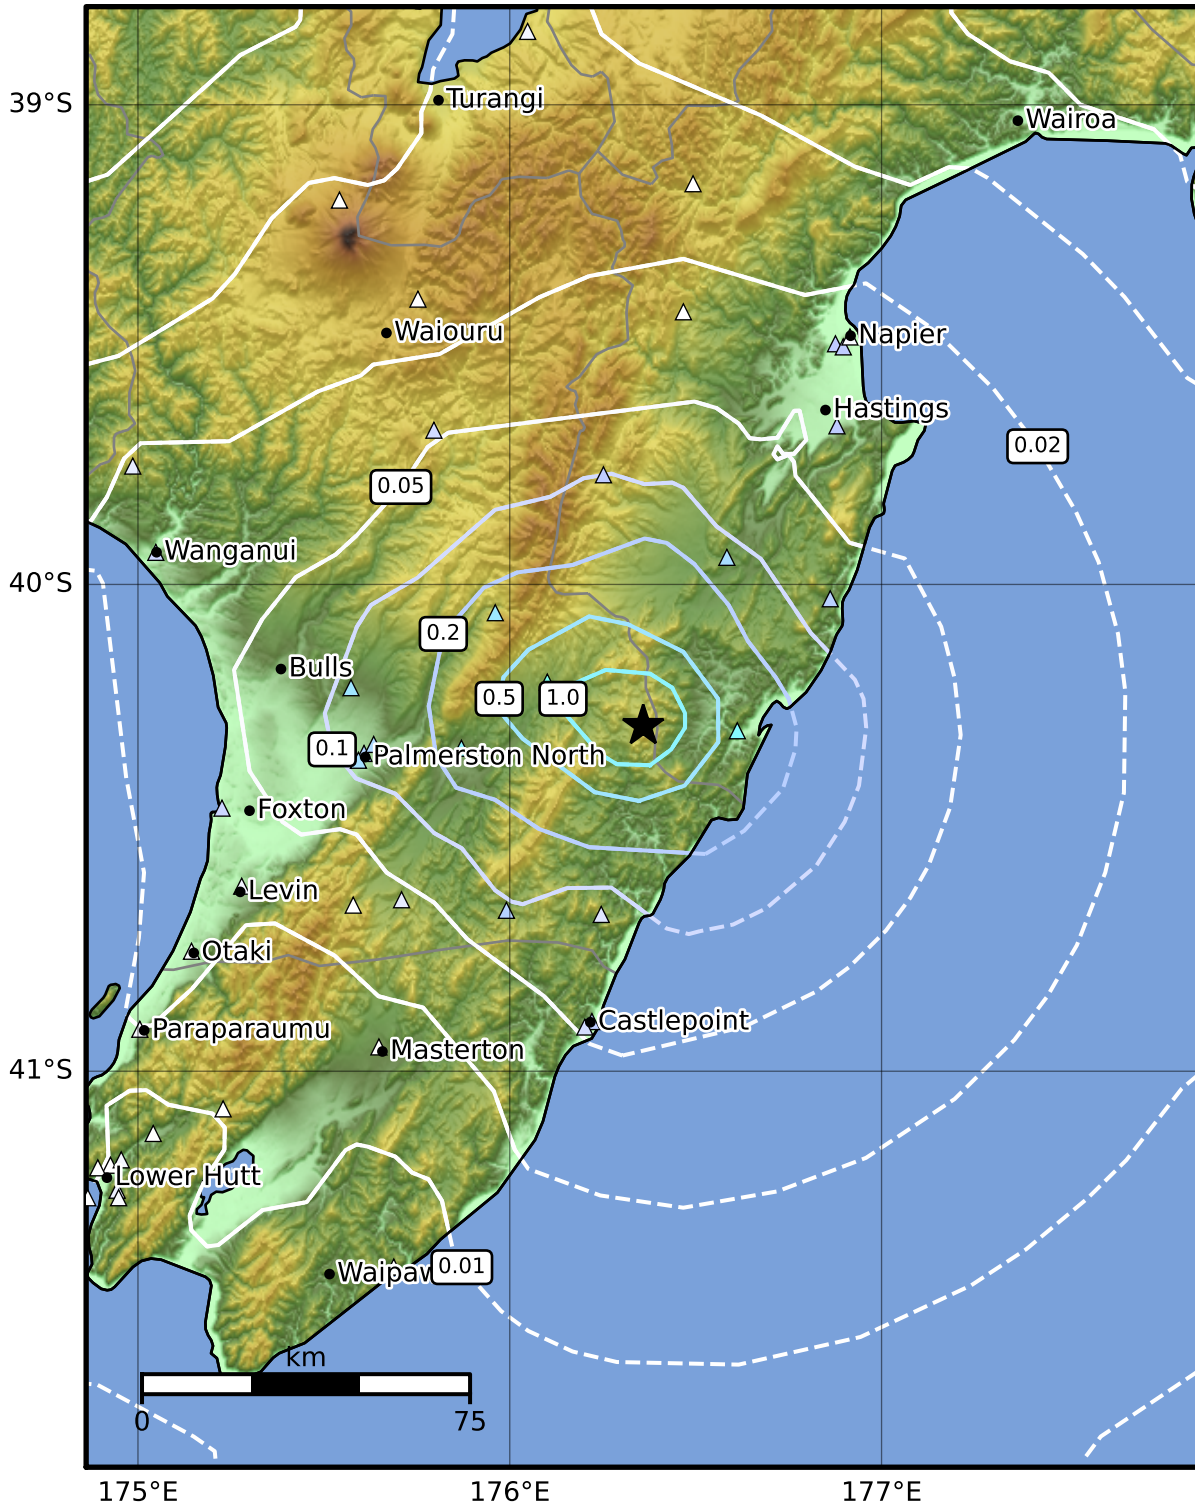 39°S
Turangi
Wairoa
Waiouru
Napier
Hastings
0.02
0.05
Wanganui
40°S
0.2
Bulls
0.5
1.0
0.1
Palmerston North
Foxton
Levin
Otaki
Castlepoint
Paraparaumu
Masterton
41°S
Lower Hutt
Waipaw
0.01
km
0
75
175°E
176°E
177°E